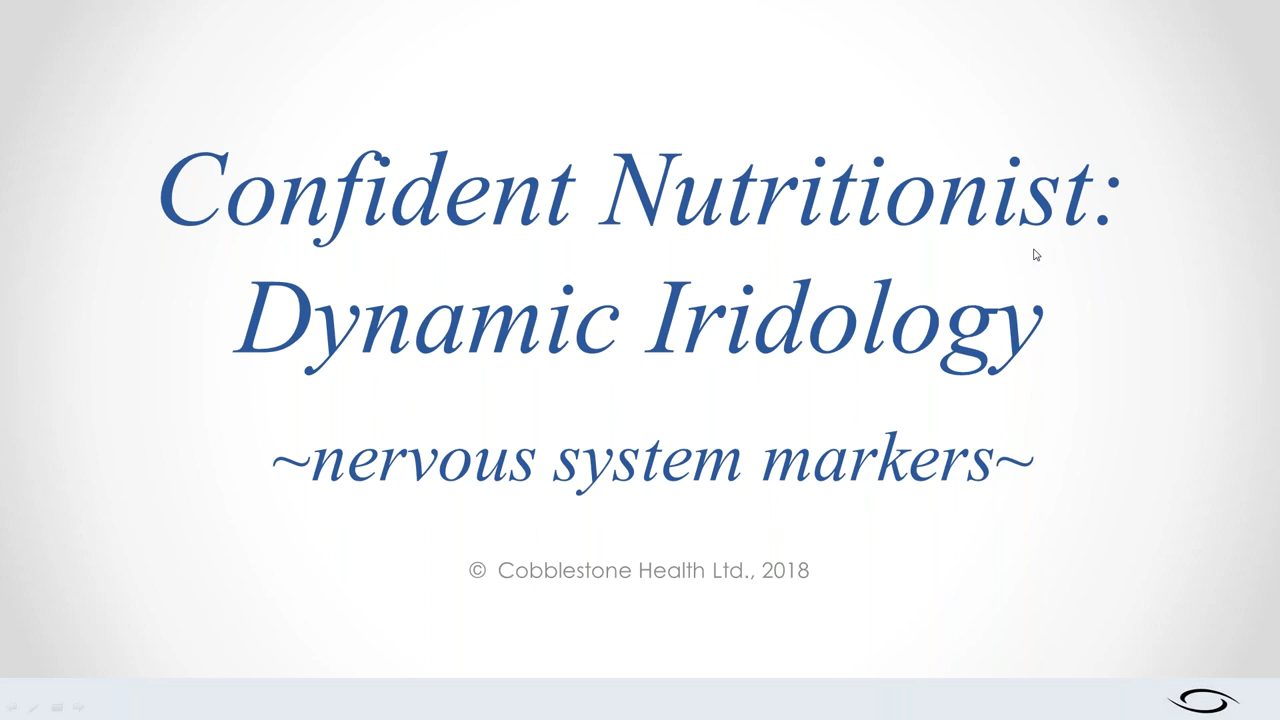 Confident Nutritionist:
Dynamic Iridology
~nervous system markers~
© Cobblestone Health Ltd., 2018